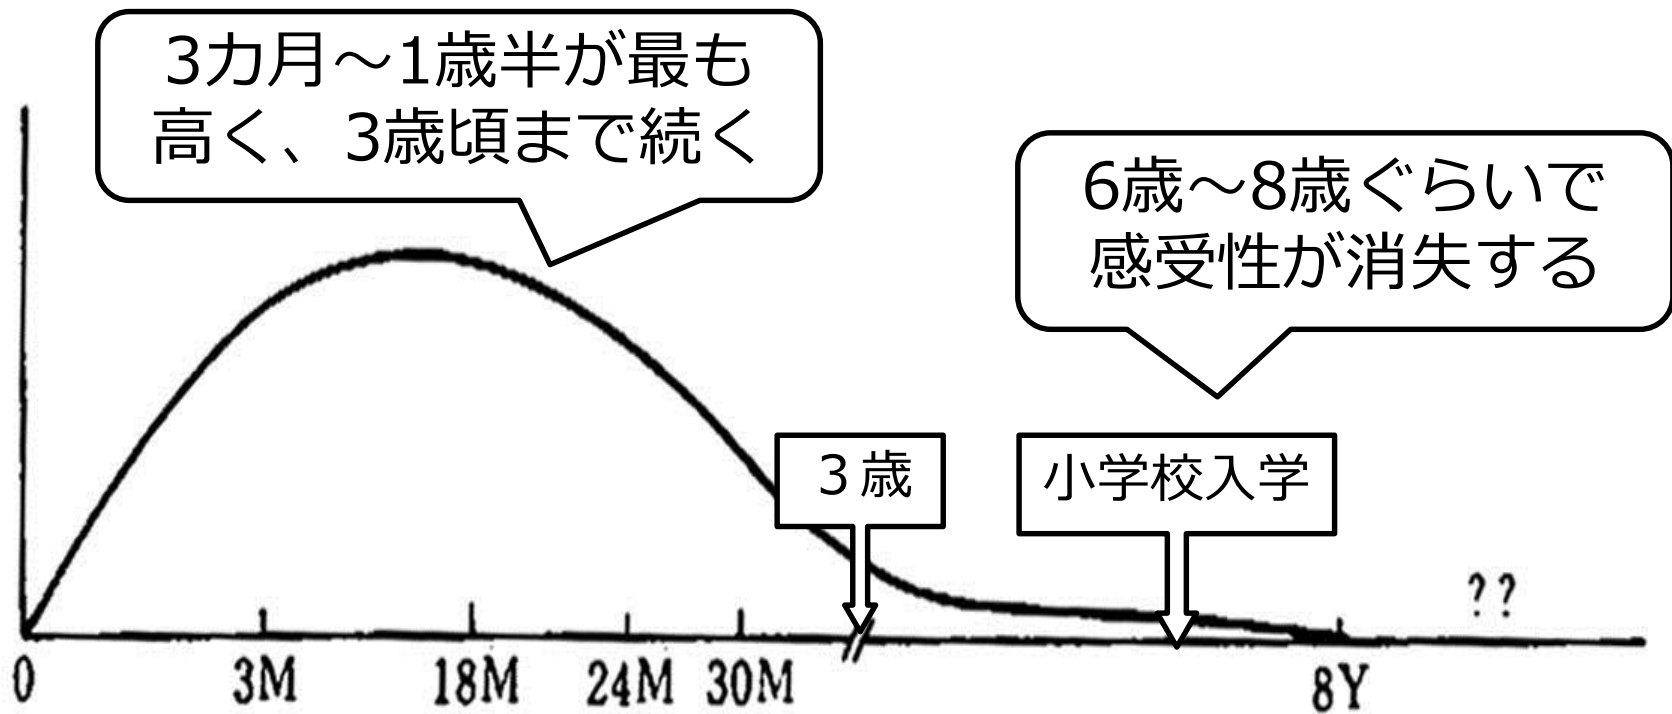 3カ月～1歳半が最も
高く、3歳頃まで続く
6歳～8歳ぐらいで
感受性が消失する
３歳
小学校入学
??
0
3M
18M
24M
30M
8Y